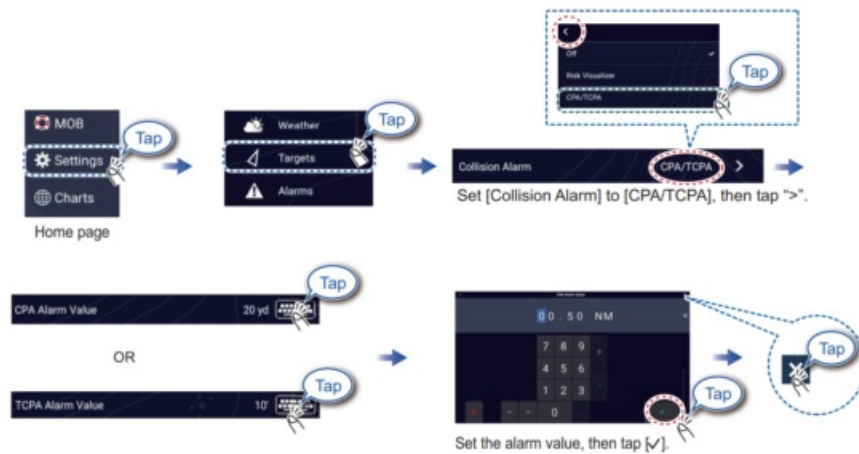 Off
Tap
Risk Visualizer
CPA/TCPA
MOB
Tap
Settings
Charts
Home page
Weather
Tap
Targets
Alarms
Collision Alarm
CPA/TCPA
>
Set [Collision Alarm] to [CPA/TCPA], then tap “>”.
CPA Alarm Value
20 yd
Tap
OR
TCPA Alarm Value
10'
Tap
CPA Alarm Value
00.50 NM
7 8 9 +
4 5 6
1 2 3 -
0 .
Tap
Set the alarm value, then tap [✓].
Tap